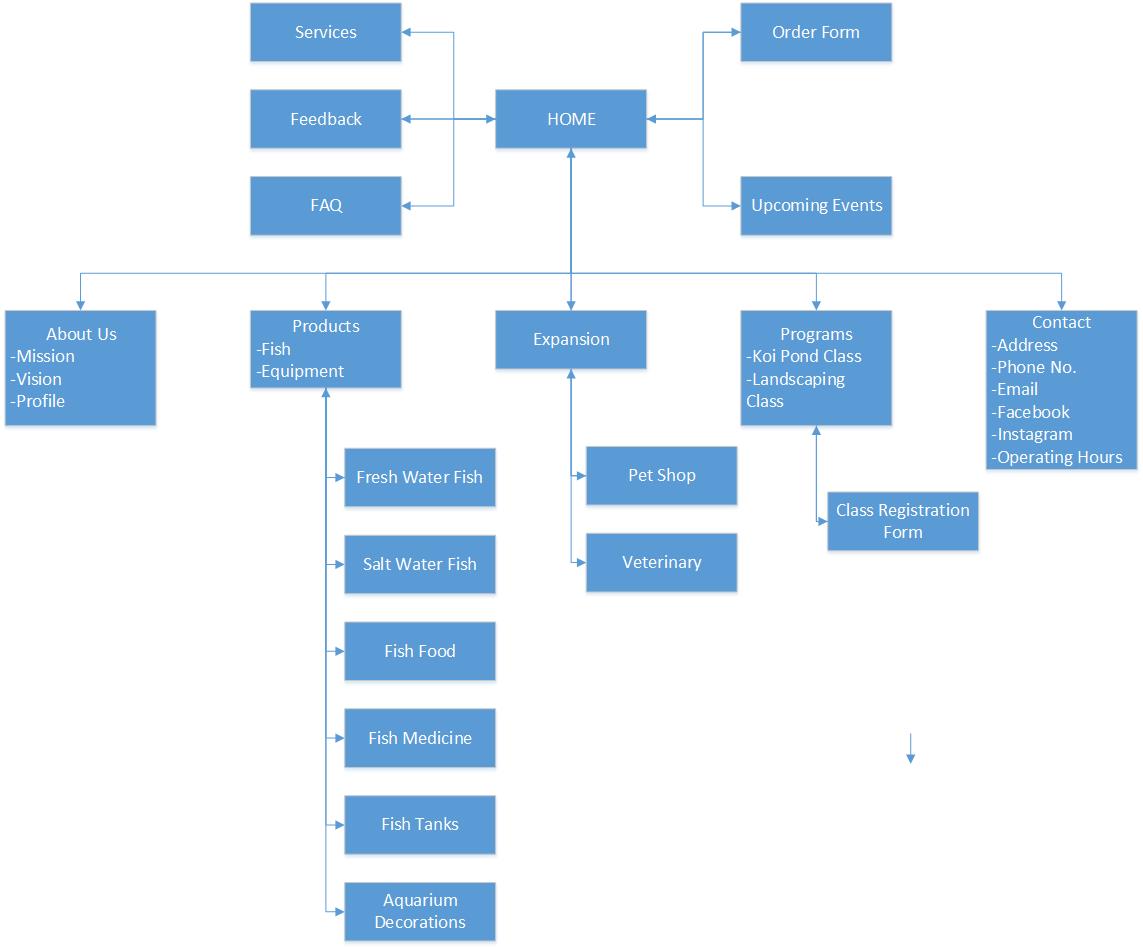 Services
Order Form
Feedback
HOME
FAQ
Upcoming Events
About Us
-Mission
-Vision
-Profile
Products
-Fish
-Equipment
Expansion
Programs
-Koi Pond Class
-Landscaping
Class
Contact
-Address
-Phone No.
-Email
-Facebook
-Instagram
-Operating Hours
Fresh Water Fish
Salt Water Fish
Fish Food
Fish Medicine
Fish Tanks
Aquarium
Decorations
Pet Shop
Veterinary
Class Registration
Form